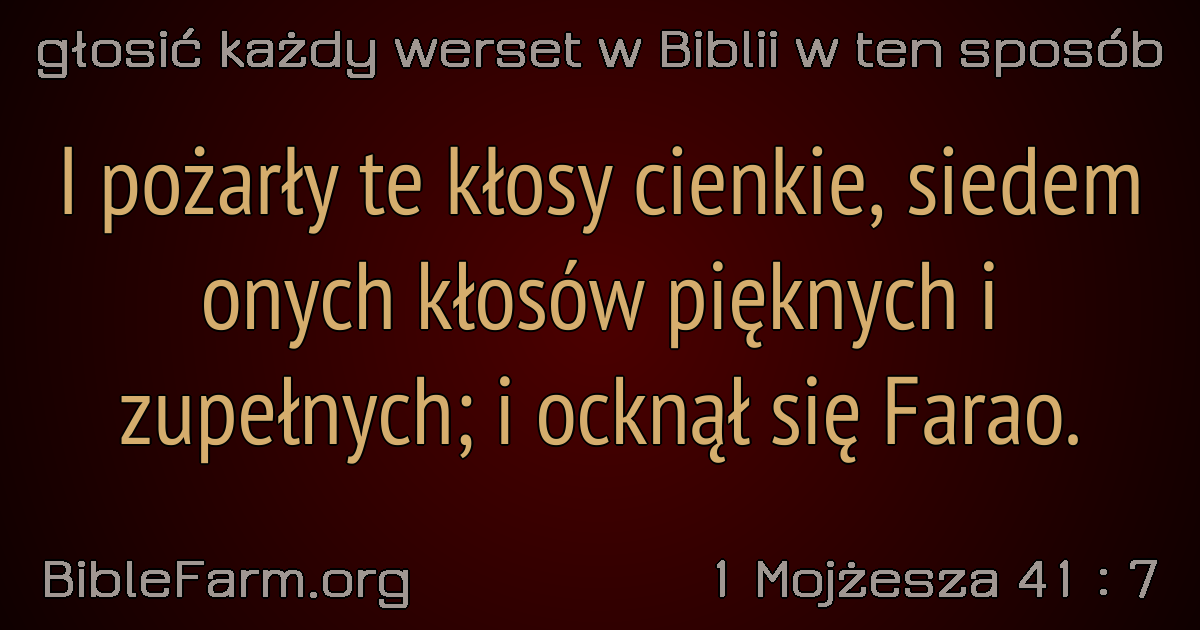 głosić każdy werset w Biblii w ten sposób
I pożarły te kłosy cienkie, siedem
onych kłosów pięknych i
zupełnych; i ocknął się Farao.
BibleFarm.org
1 Mojżesza 41 : 7